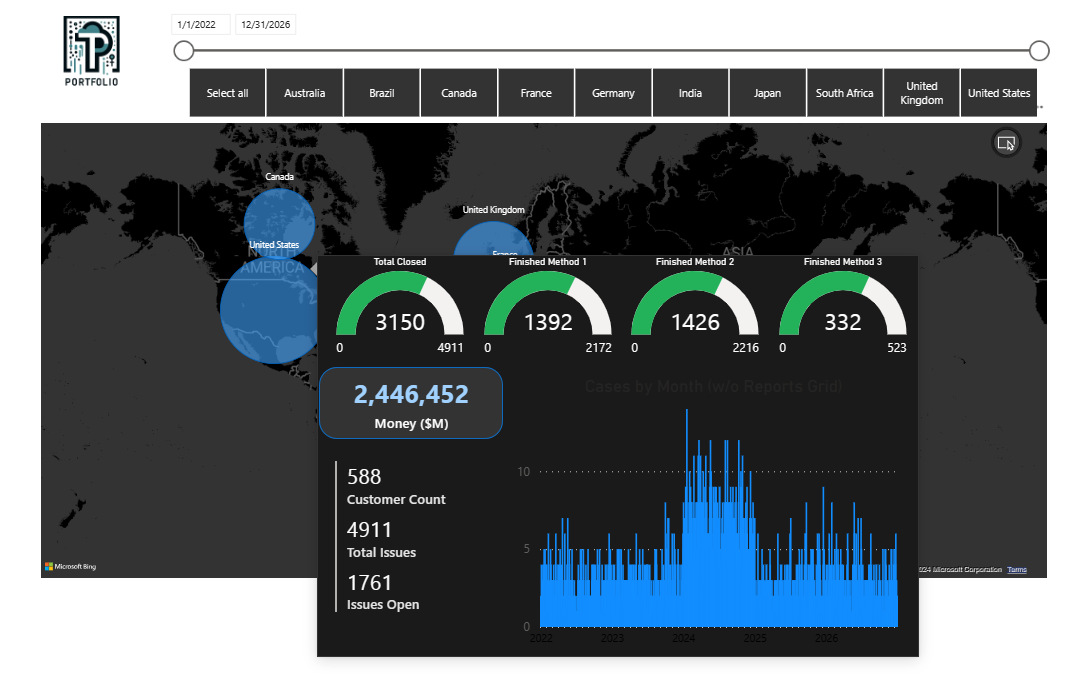 PORTFOLIO
1/1/2022 12/31/2026
Select all
Australia
Brazil
Canada
France
Germany
India
Japan
South Africa
United
Kingdom
United States
...
Canada
United Kingdom
United States
France
NORTH
AMERICA
ASIA
Total Closed
3150
0 4911
Finished Method 1
1392
0 2172
Finished Method 2
1426
0 2216
Finished Method 3
332
0 523
2,446,452
Money ($M)
588
Customer Count
4911
Total Issues
1761
Issues Open
Cases by Month (w/o Reports Grid)
10
5
0
2022 2023 2024 2025 2026
Microsoft Bing
024 Microsoft Corporation Terms